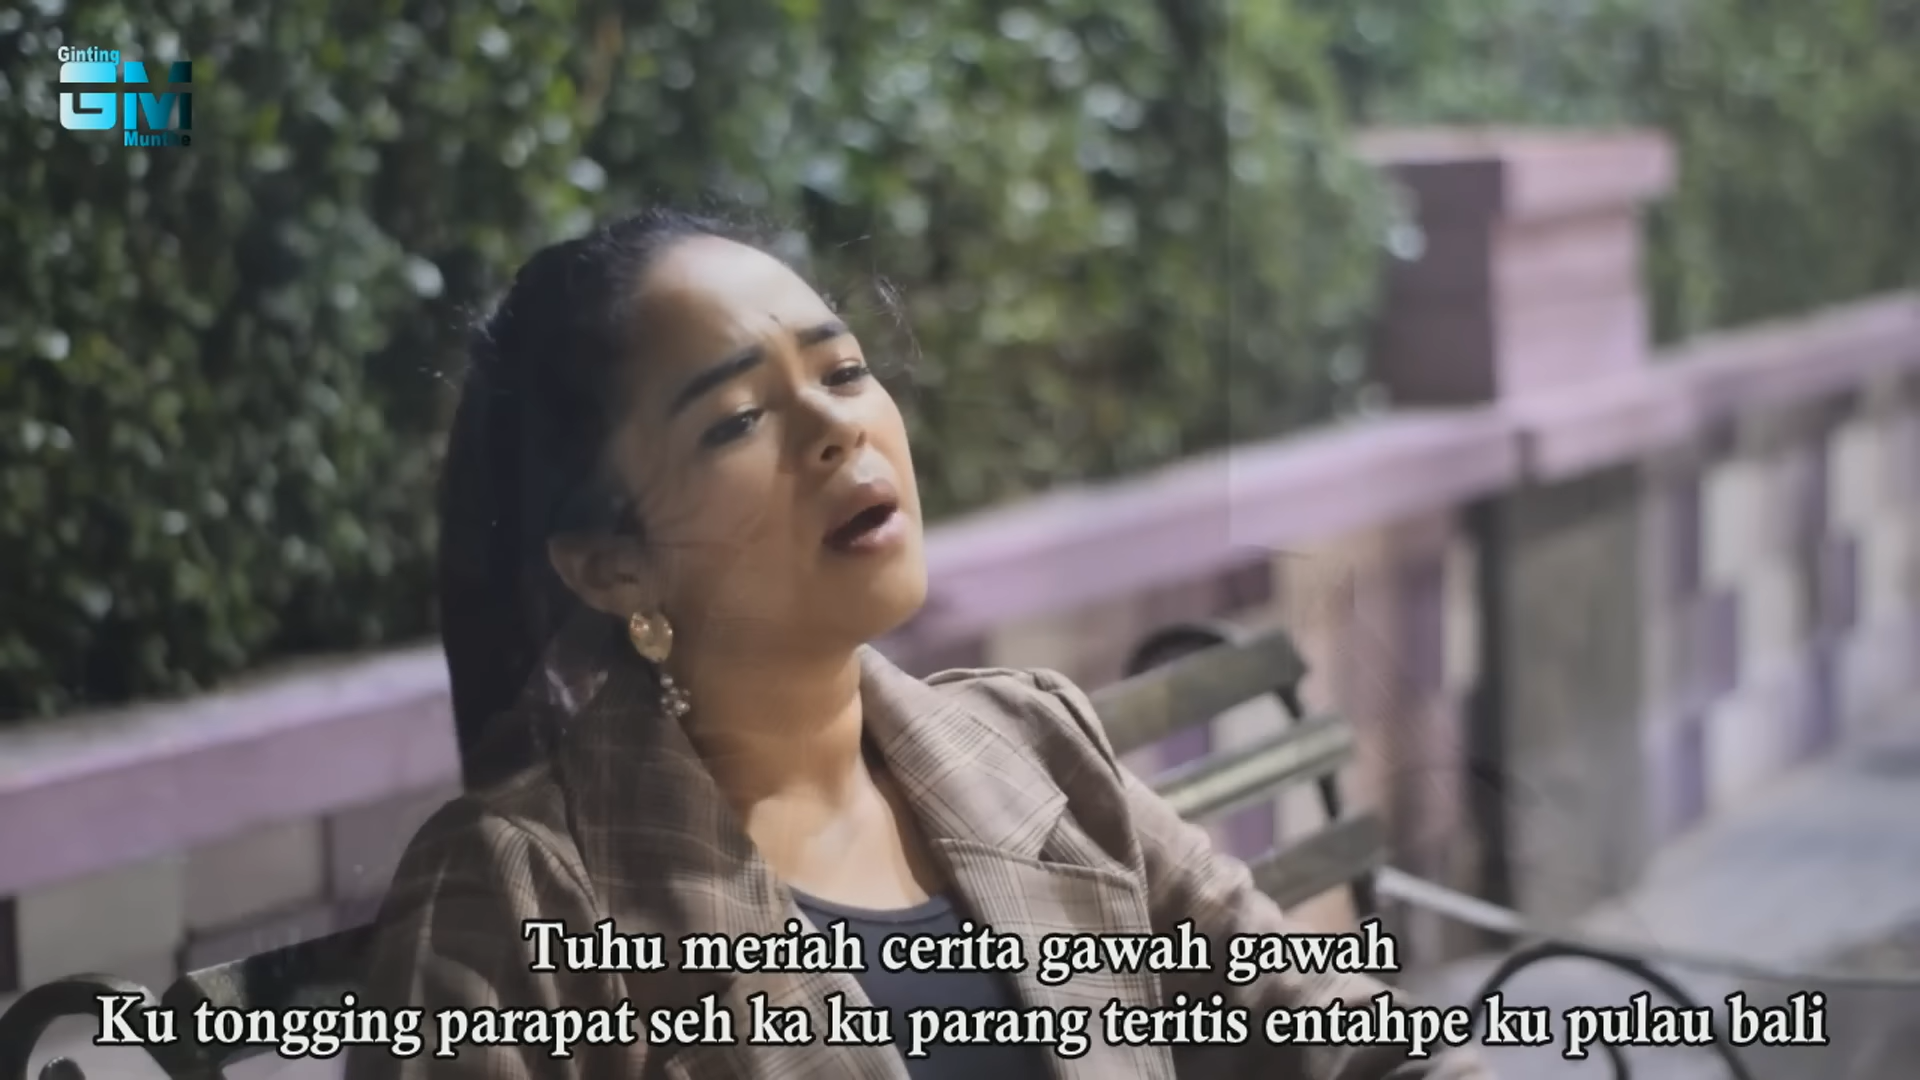 Ginting
GM
Tuhu meriah cerita gawah gawah
Ku tongging parapat seh ka ku parang teritis entahpe ku pulau bali